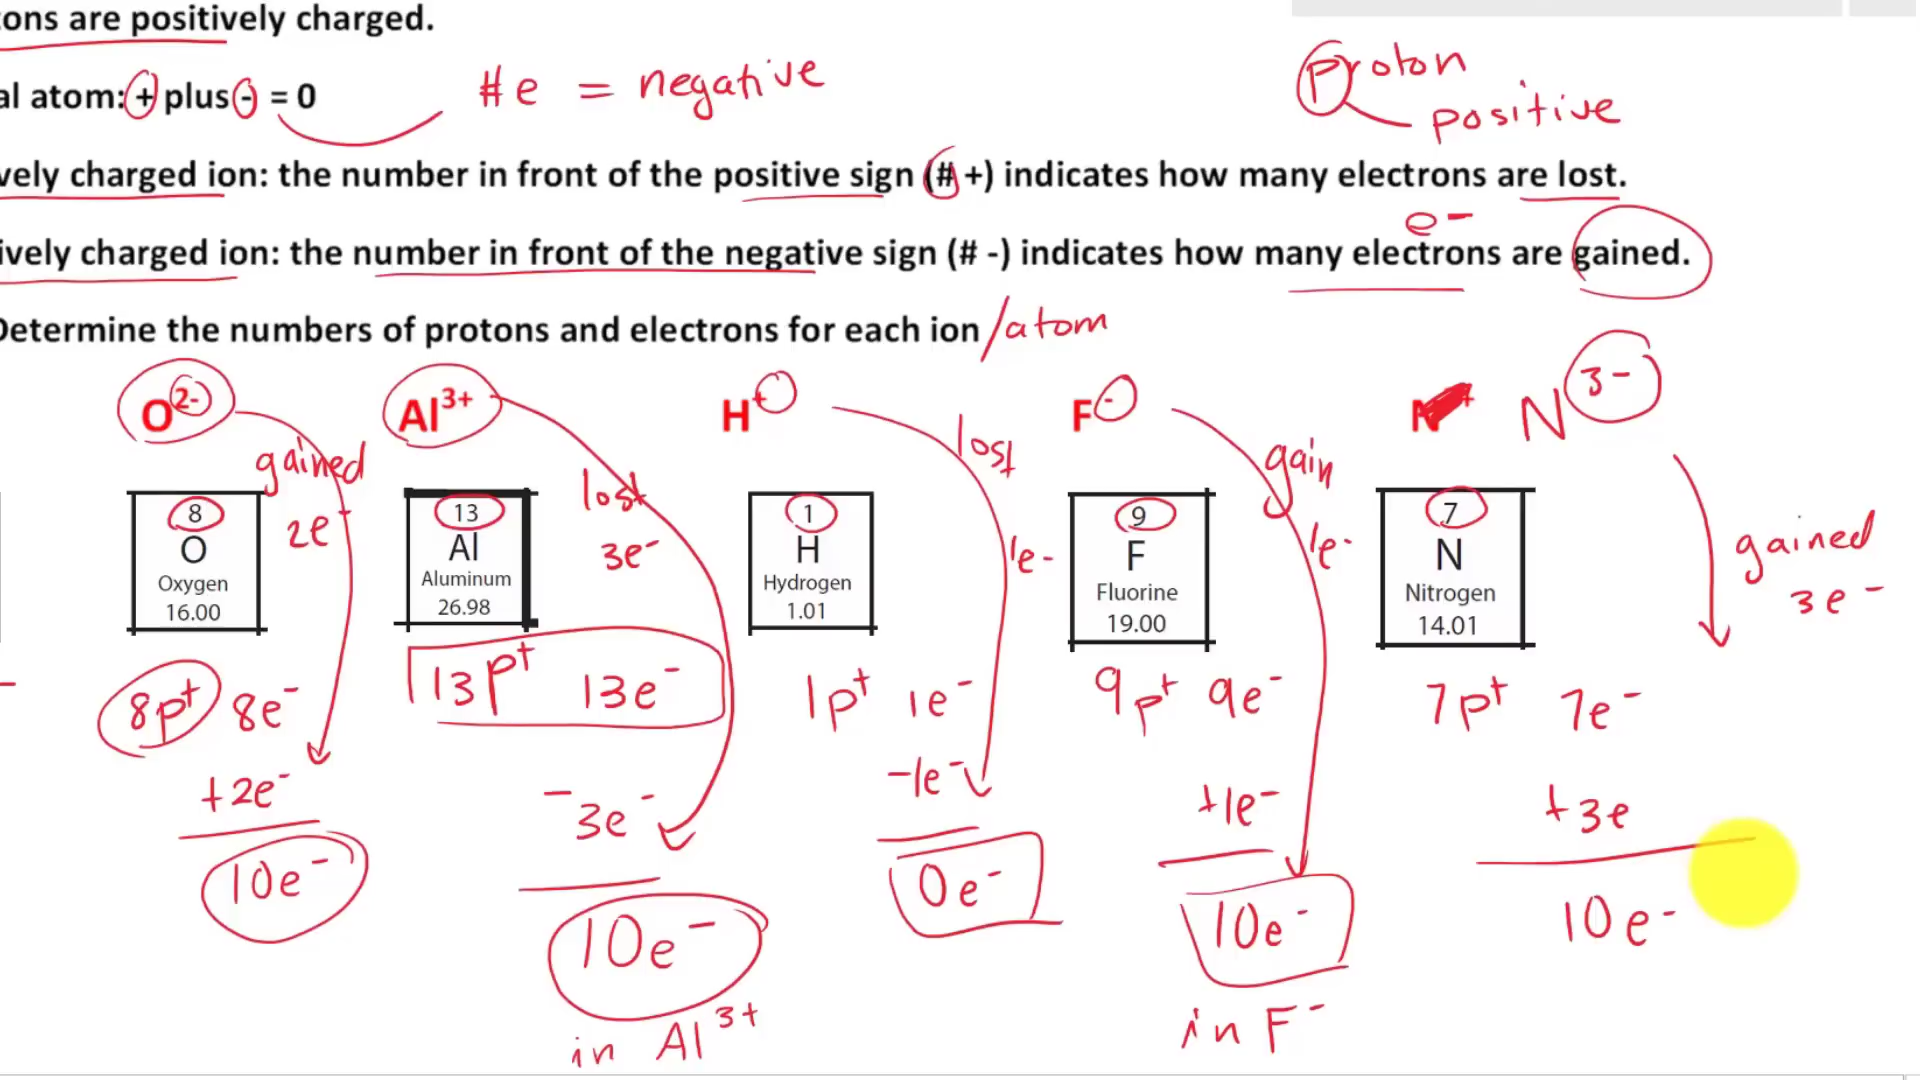 ons are positively charged.
al atom: + plus - = 0
#e = negative
proton
positive
vely charged ion: the number in front of the positive sign (# +) indicates how many electrons are lost.
e-
ively charged ion: the number in front of the negative sign (# -) indicates how many electrons are gained.
Determine the numbers of protons and electrons for each ion /atom
O2- Al3+ H+ F- N3-
gained 2e-
lost 3e-
lost 1e-
gain 1e-
gained 3e-
8 O Oxygen 16.00
13 Al Aluminum 26.98
1 H Hydrogen 1.01
9 F Fluorine 19.00
7 N Nitrogen 14.01
8p+ 8e- 13p+ 13e- 1p+ 1e- 9p+ 9e- 7p+ 7e-
+2e- -3e- -1e- +1e- +3e
10e- 10e- 0e- 10e- 10e-
in Al3+ in F-